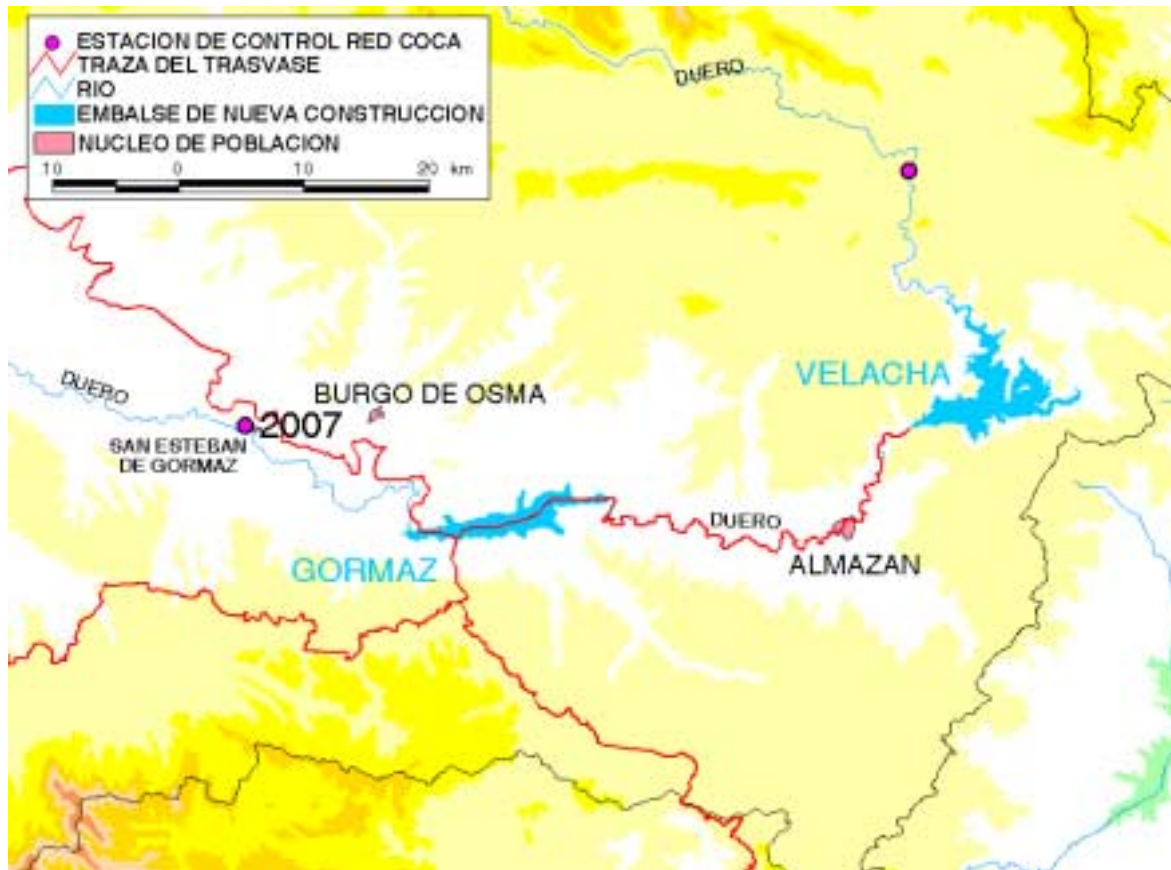 ESTACION DE CONTROL RED COCA
TRAZA DEL TRASVASE
RIO
EMBALSE DE NUEVA CONSTRUCCION
NUCLEO DE POBLACION
10 0 10 20 km
DUERO
VELACHA
DUERO
BURGO DE OSMA
2007
SAN ESTEBAN
DE GORMAZ
DUERO
GORMAZ
ALMAZAN